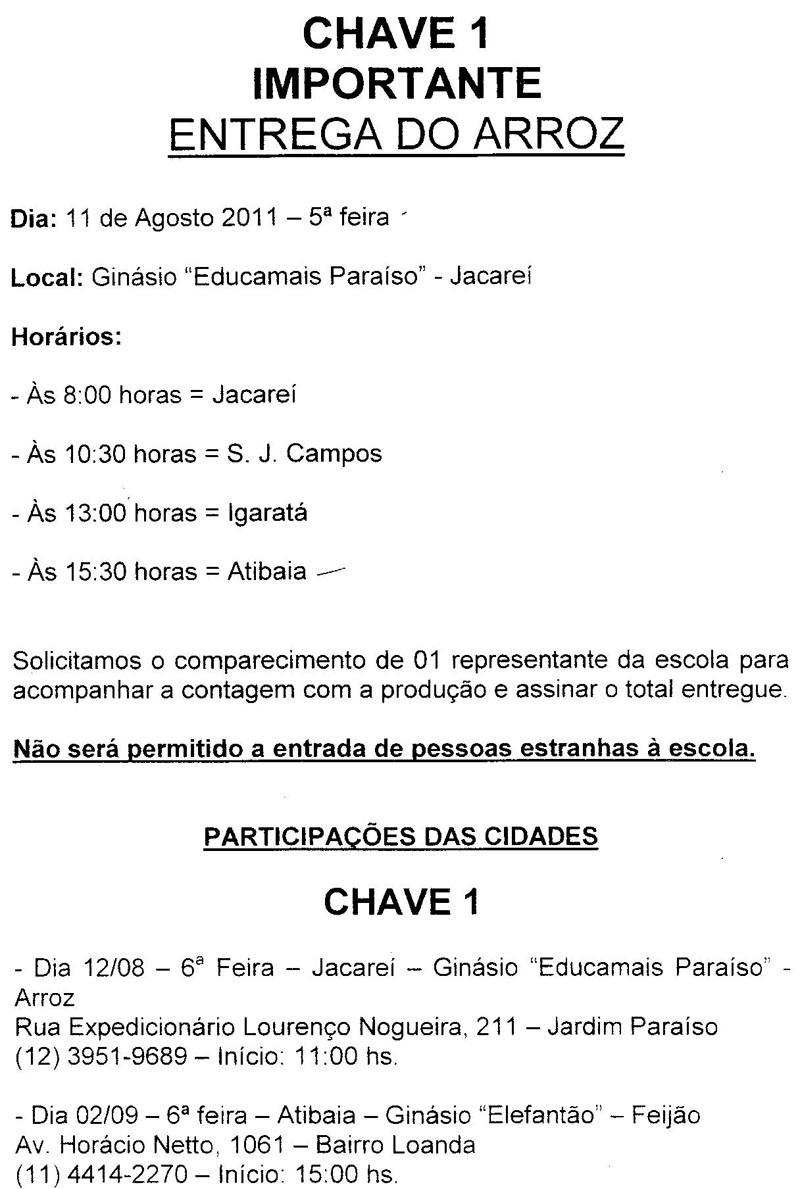 CHAVE 1
IMPORTANTE
ENTREGA DO ARROZ
Dia: 11 de Agosto 2011 – 5ª feira
Local: Ginásio “Educamais Paraíso” - Jacareí
Horários:
- Às 8:00 horas = Jacareí
- Às 10:30 horas = S. J. Campos
- Às 13:00 horas = Igaratá
- Às 15:30 horas = Atibaia
Solicitamos o comparecimento de 01 representante da escola para
acompanhar a contagem com a produção e assinar o total entregue.
Não será permitido a entrada de pessoas estranhas à escola.
PARTICIPAÇÕES DAS CIDADES
CHAVE 1
- Dia 12/08 – 6ª Feira – Jacareí – Ginásio “Educamais Paraíso” -
Arroz
Rua Expedicionário Lourenço Nogueira, 211 – Jardim Paraíso
(12) 3951-9689 – Início: 11:00 hs.
- Dia 02/09 – 6ª feira – Atibaia – Ginásio “Elefantão” – Feijão
Av. Horácio Netto, 1061 – Bairro Loanda
(11) 4414-2270 – Início: 15:00 hs.